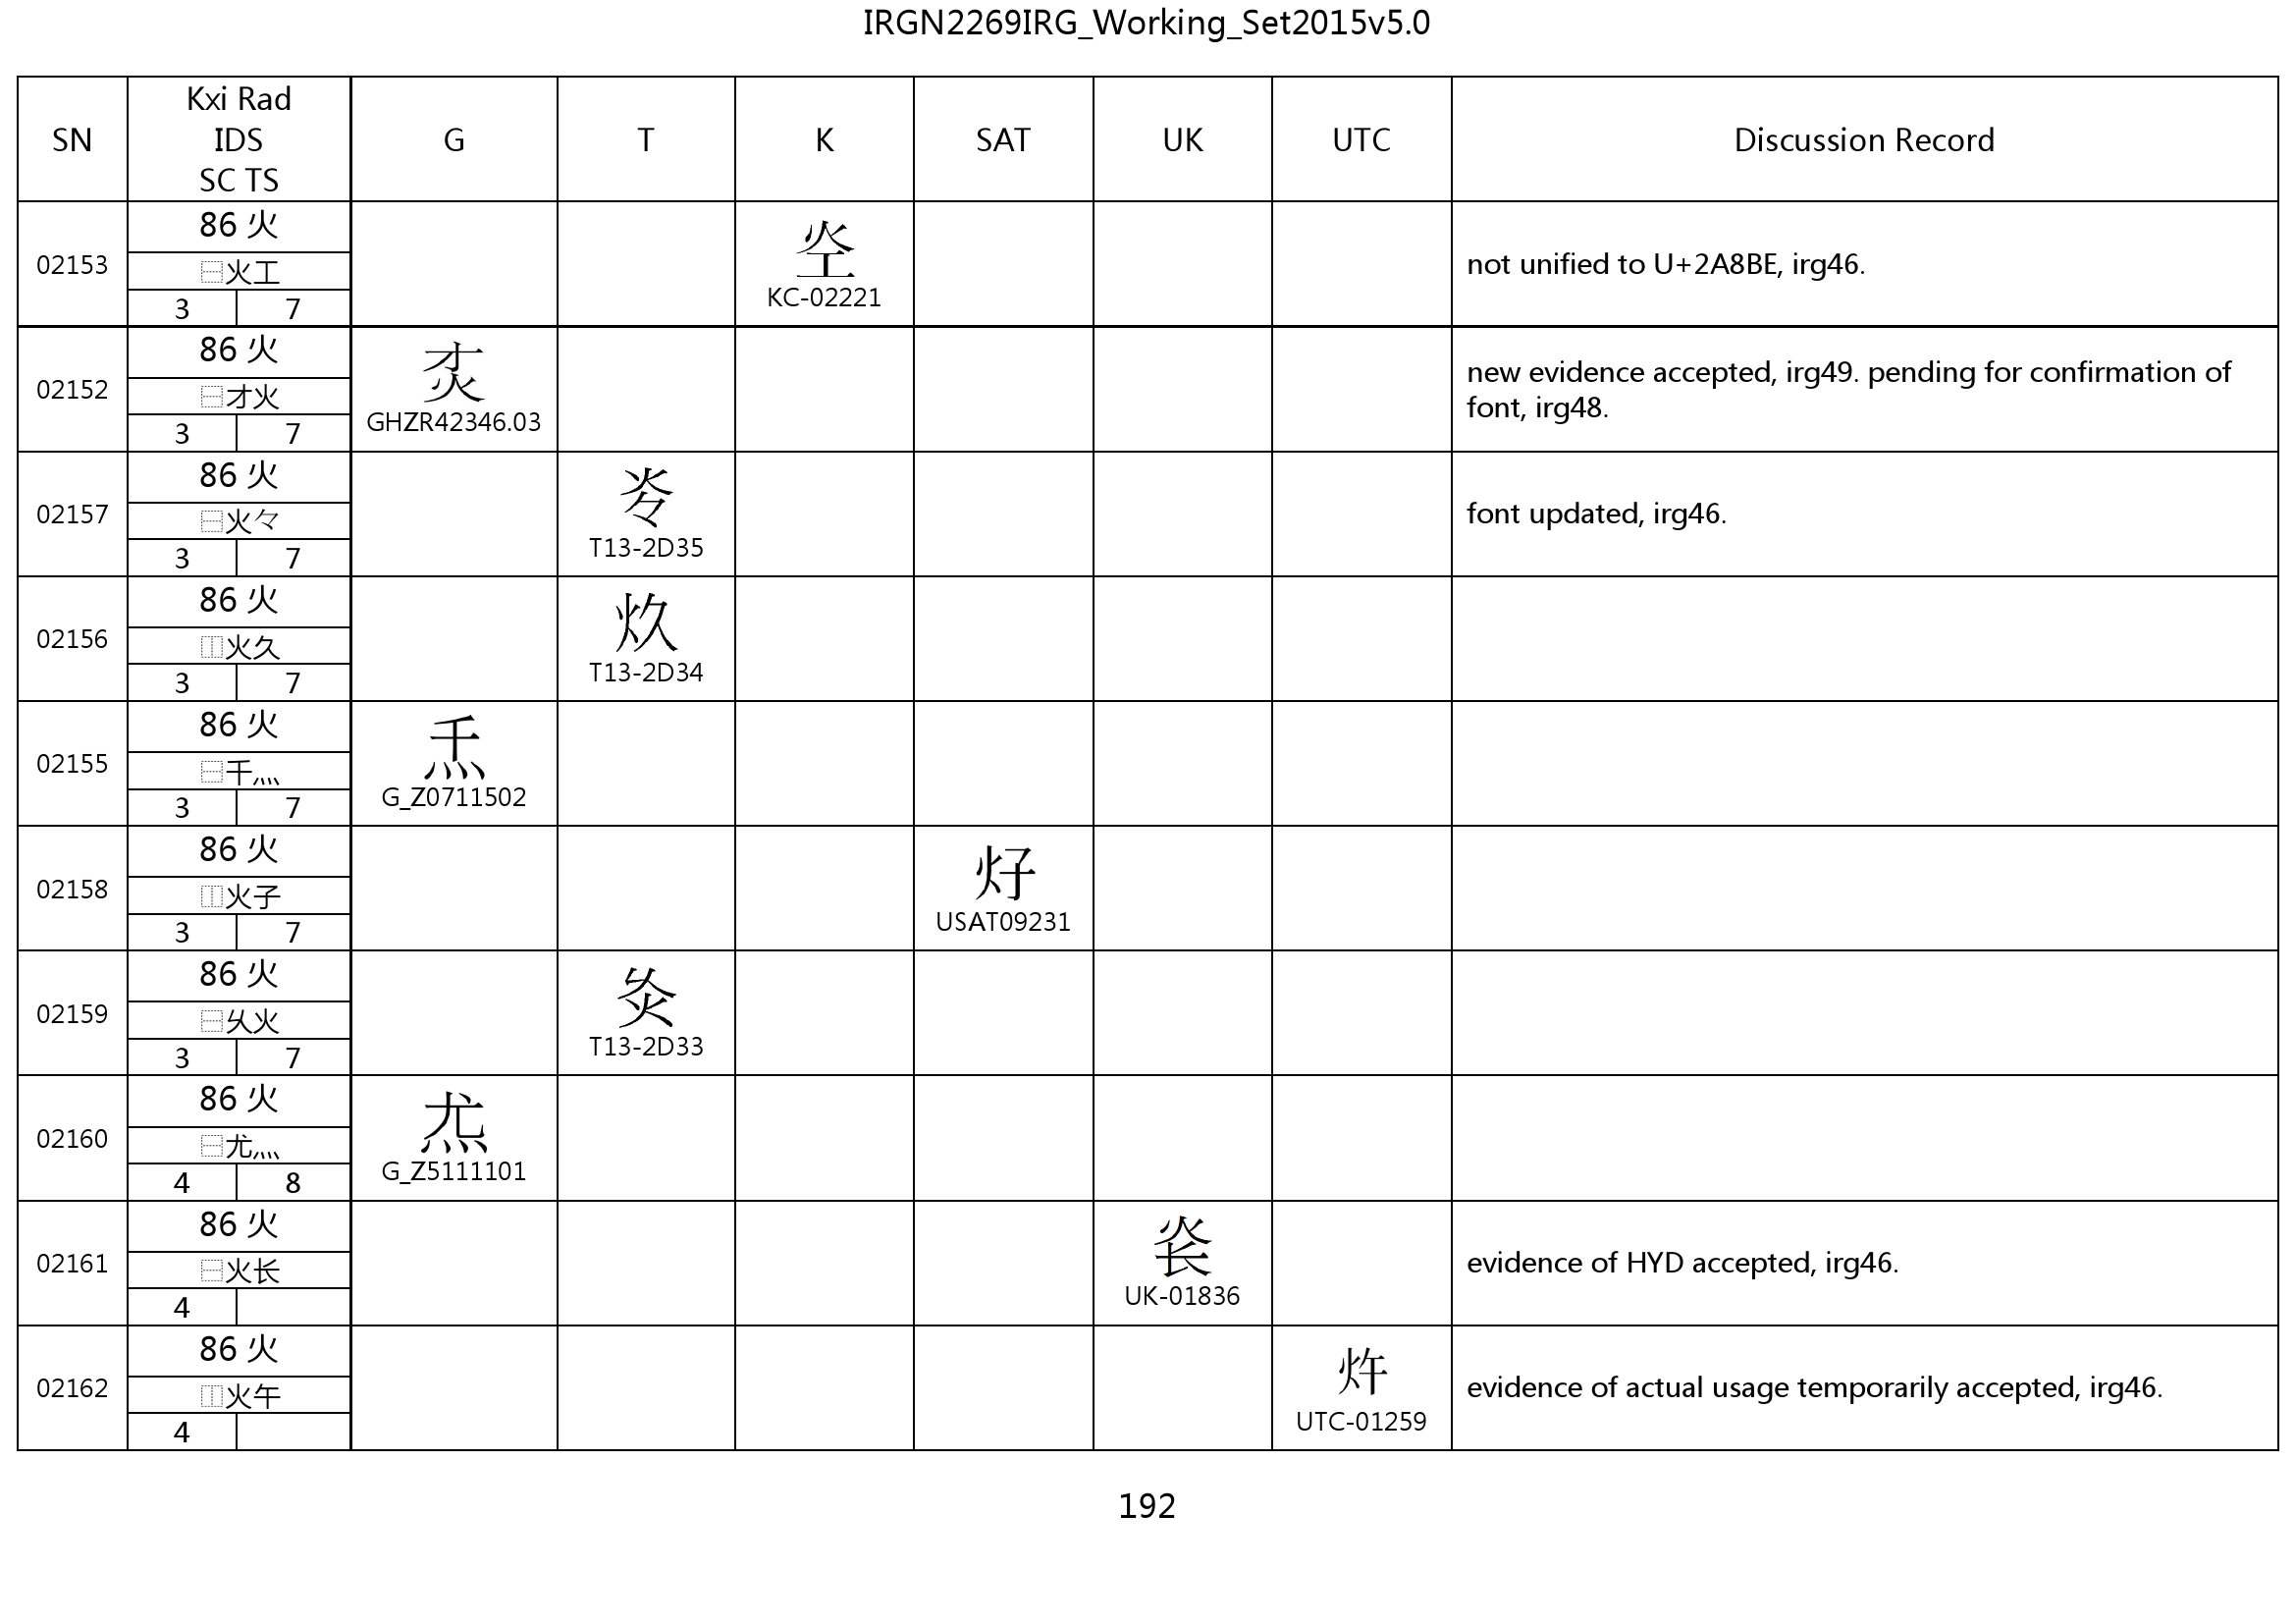 IRGN2269IRG_Working_Set2015v5.0
SN
Kxi Rad
IDS
SC TS
G
T
K
SAT
UK
UTC
Discussion Record
02153
86 火
⿱火工
3
7
KC-02221
not unified to U+2A8BE, irg46.
02152
86 火
⿱才火
3
7
GHZR42346.03
new evidence accepted, irg49. pending for confirmation of
font, irg48.
02157
86 火
⿱火々
3
7
T13-2D35
font updated, irg46.
02156
86 火
⿰火久
3
7
T13-2D34
02155
86 火
⿱千灬
3
7
G_Z0711502
02158
86 火
⿰火子
3
7
USAT09231
02159
86 火
⿱火
3
7
T13-2D33
02160
86 火
⿱尤灬
4
8
G_Z5111101
02161
86 火
⿱火长
4
UK-01836
evidence of HYD accepted, irg46.
02162
86 火
⿰火午
4
UTC-01259
evidence of actual usage temporarily accepted, irg46.
192